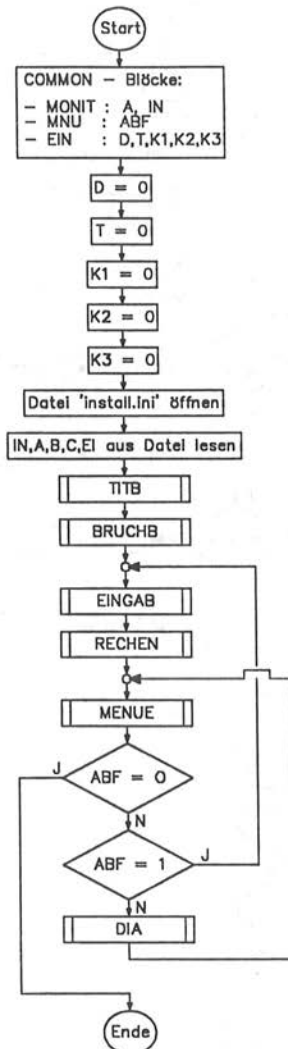 Start
COMMON - Blöcke:
- MONIT : A, IN
- MNU : ABF
- EIN : D,T,K1,K2,K3
D = 0
T = 0
K1 = 0
K2 = 0
K3 = 0
Datei 'install.ini' öffnen
IN,A,B,C,EI aus Datei lesen
TITB
BRUCHB
EINGAB
RECHEN
MENUE
J
ABF = 0
N
ABF = 1
J
N
DIA
Ende